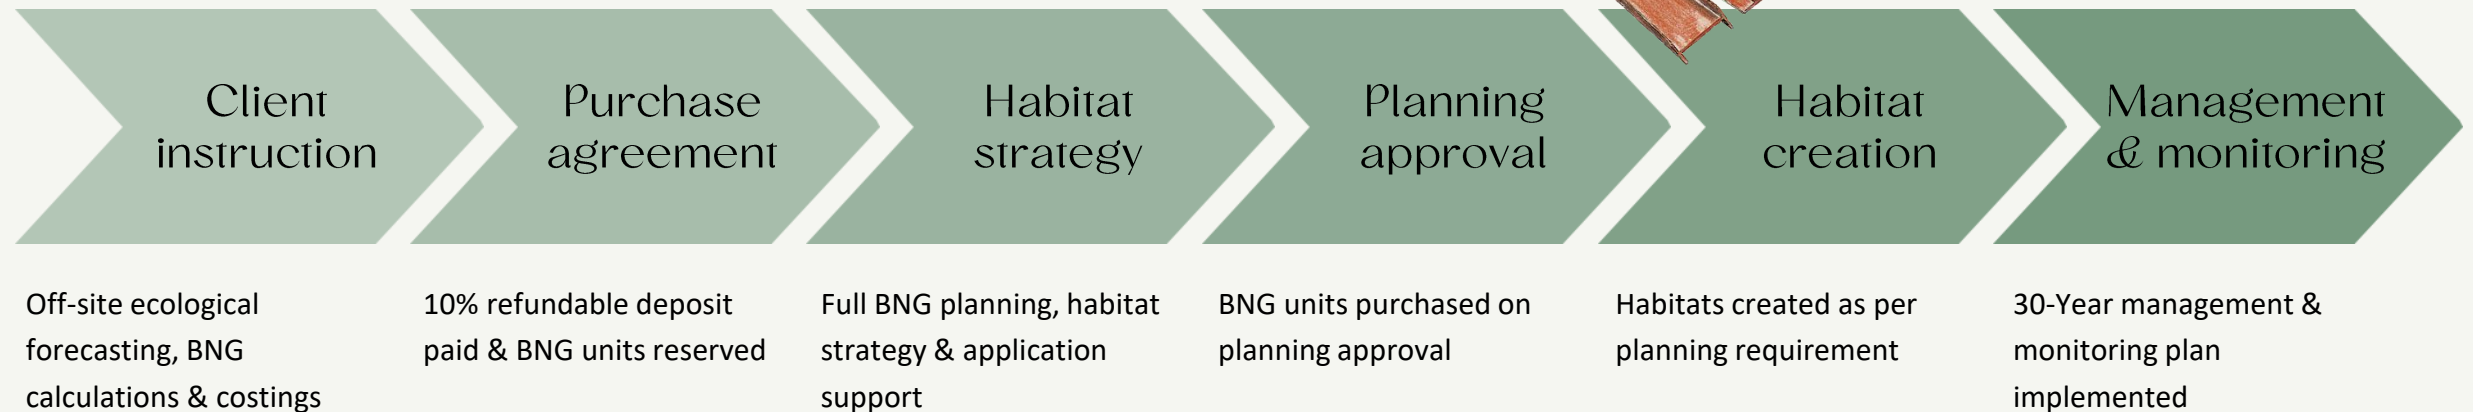 Client
instruction
Purchase
agreement
Habitat
strategy
Planning
approval
Habitat
creation
Management
& monitoring
Off-site ecological
forecasting, BNG
calculations & costings
10% refundable deposit
paid & BNG units reserved
Full BNG planning, habitat
strategy & application
support
BNG units purchased on
planning approval
Habitats created as per
planning requirement
30-Year management &
monitoring plan
implemented